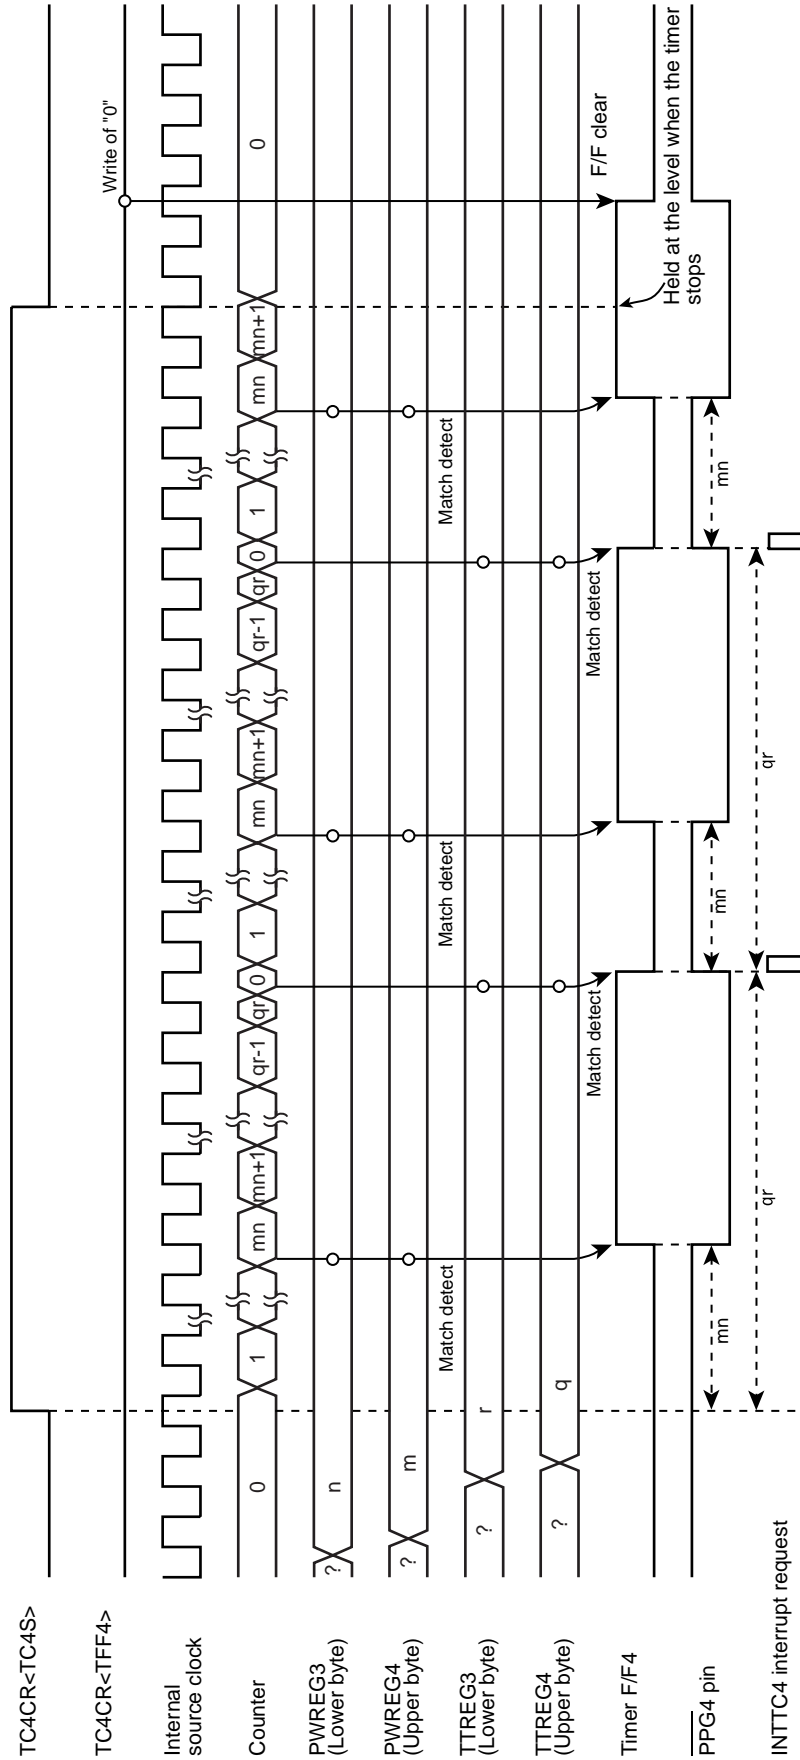 TC4CR<TC4S>
TC4CR<TFF4>
Write of "0"
Internal
source clock
Counter
0
1
mn
mn+1
qr-1
qr
0
1
mn
mn+1
qr-1
qr
0
1
mn
mn+1
0
PWREG3
(Lower byte)
?
n
PWREG4
(Upper byte)
?
m
Match detect
Match detect
Match detect
TTREG3
(Lower byte)
?
r
TTREG4
(Upper byte)
?
q
Match detect
Match detect
F/F clear
Timer F/F4
Held at the level when the timer
stops
PPG4 pin
mn
mn
mn
qr
qr
INTTC4 interrupt request